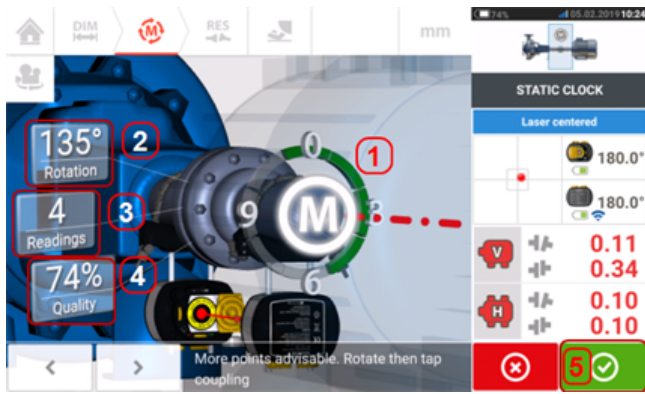 DIM
M
RES
mm
74%
05.02.2019 10:24
STATIC CLOCK
Laser centered
180.0°
180.0°
V
0.11
0.34
H
0.10
0.10
5
135°
Rotation
2
4
Readings
3
74%
Quality
4
1
0
3
6
9
M
More points advisable. Rotate then tap
coupling